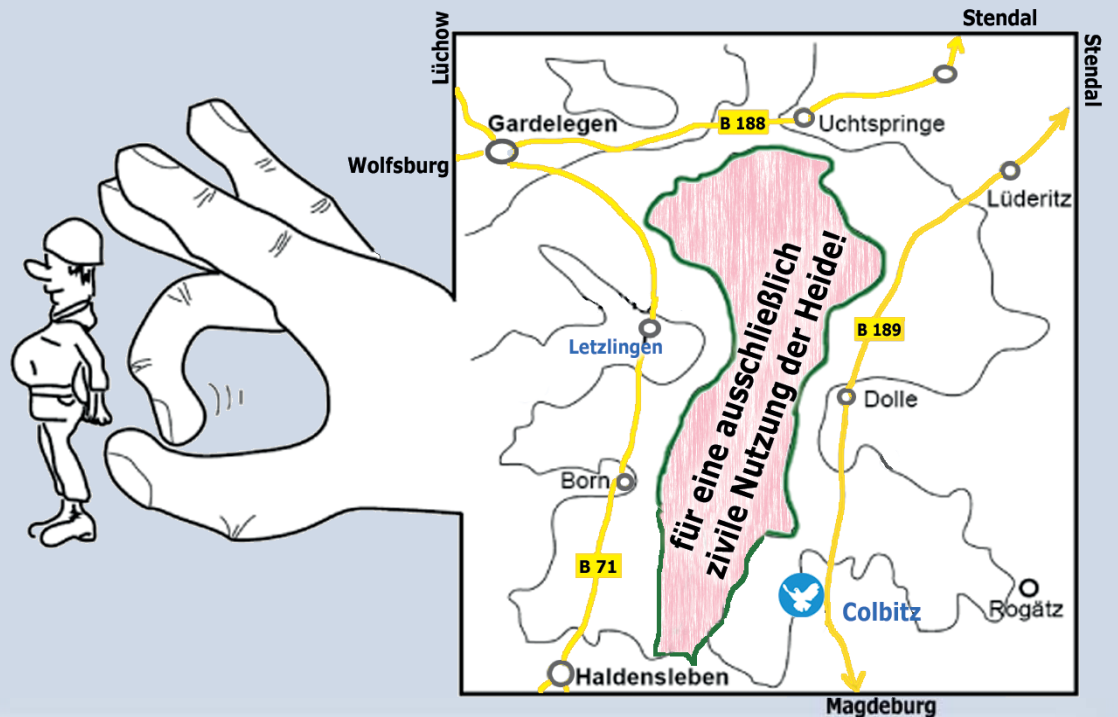 Stendal
Lüchow
Stendal
Gardelegen
B 188
Uchtspringe
Wolfsburg
Lüderitz
für eine ausschließlich
zivile Nutzung der Heide!
B 189
Letzlingen
Dolle
Born
B 71
Colbitz
Rogätz
Haldensleben
Magdeburg